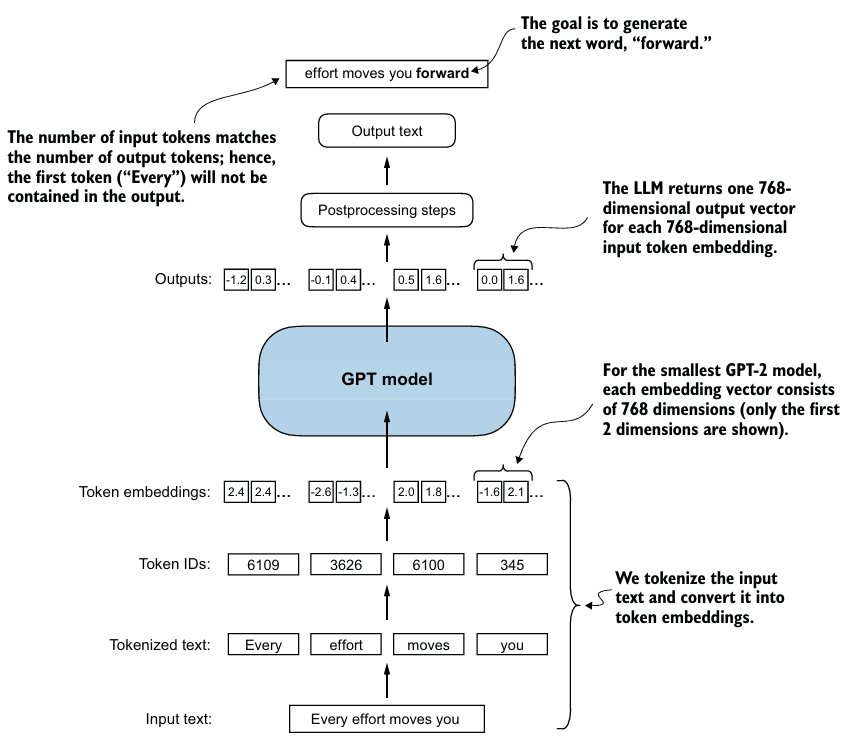 The goal is to generate
the next word, “forward.”
effort moves you forward
The number of input tokens matches
the number of output tokens; hence,
the first token (“Every”) will not be
contained in the output.
Output text
Postprocessing steps
The LLM returns one 768-
dimensional output vector
for each 768-dimensional
input token embedding.
Outputs: -1.2 0.3 ... -0.1 0.4 ... 0.5 1.6 ... 0.0 1.6 ...
GPT model
For the smallest GPT-2 model,
each embedding vector consists
of 768 dimensions (only the first
2 dimensions are shown).
Token embeddings: 2.4 2.4 ... -2.6 -1.3 ... 2.0 1.8 ... -1.6 2.1 ...
Token IDs: 6109 3626 6100 345
We tokenize the input
text and convert it into
token embeddings.
Tokenized text: Every effort moves you
Input text: Every effort moves you